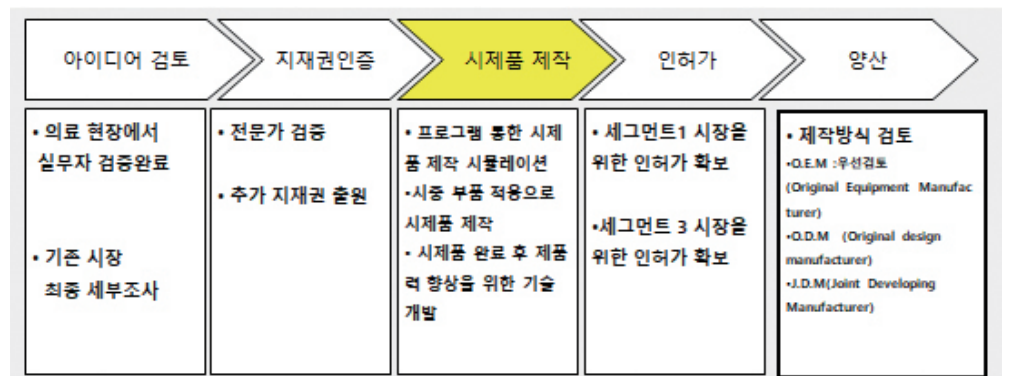 아이디어 검토
지재권인증
시제품 제작
인허가
양산
• 의료 현장에서
실무자 검증완료
• 기존 시장
최종 세부조사
• 전문가 검증
• 추가 지재권 출원
• 프로그램 통한 시제
품 제작 시뮬레이션
•시중 부품 적용으로
시제품 제작
• 시제품 완료 후 제품
력 향상을 위한 기술
개발
• 세그먼트1 시장을
위한 인허가 확보
•세그먼트 3 시장을
위한 인허가 확보
• 제작방식 검토
•O.E.M :우선검토
(Original Equipment Manufac
turer)
•O.D.M (Original design
manufacturer)
•J.D.M(Joint Developing
Manufacturer)